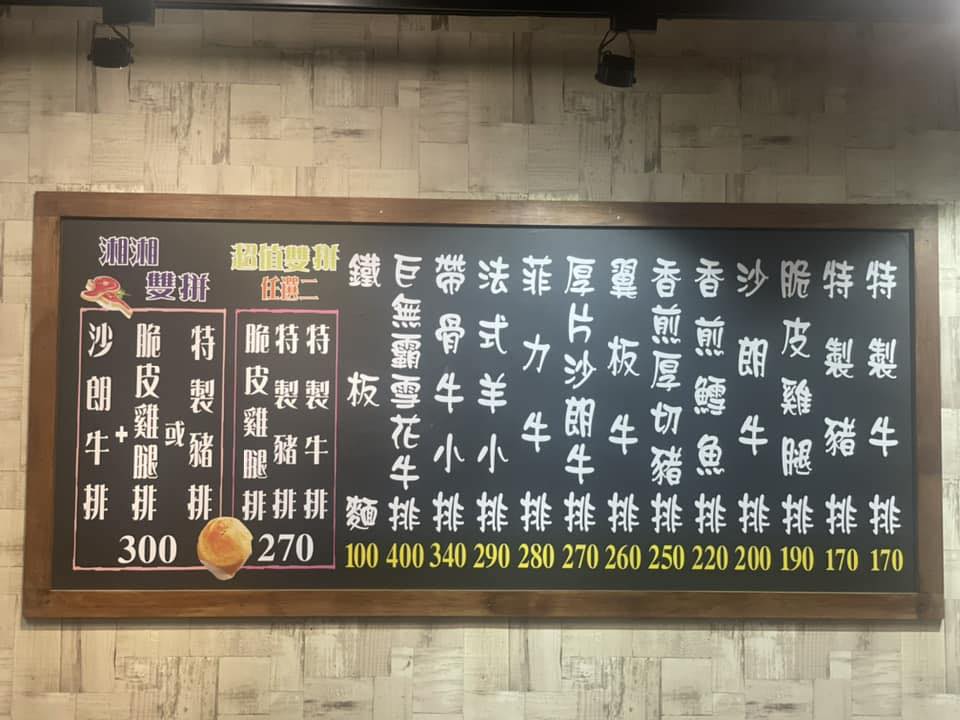 特製牛排 170
特製豬排 170
脆皮雞腿排 190
沙朗牛排 200
香煎鱈魚排 220
香煎厚切豬排 250
翼板牛排 260
厚片沙朗牛排 270
菲力牛排 280
法式羊小排 290
帶骨牛小排 340
巨無霸雪花牛排 400
鐵板麵 100
超值雙拼
任選二
特製牛排
特製豬排
脆皮雞腿排
270
湘湘
雙拼
特製豬排
或
脆皮雞腿排
+
沙朗牛排
300